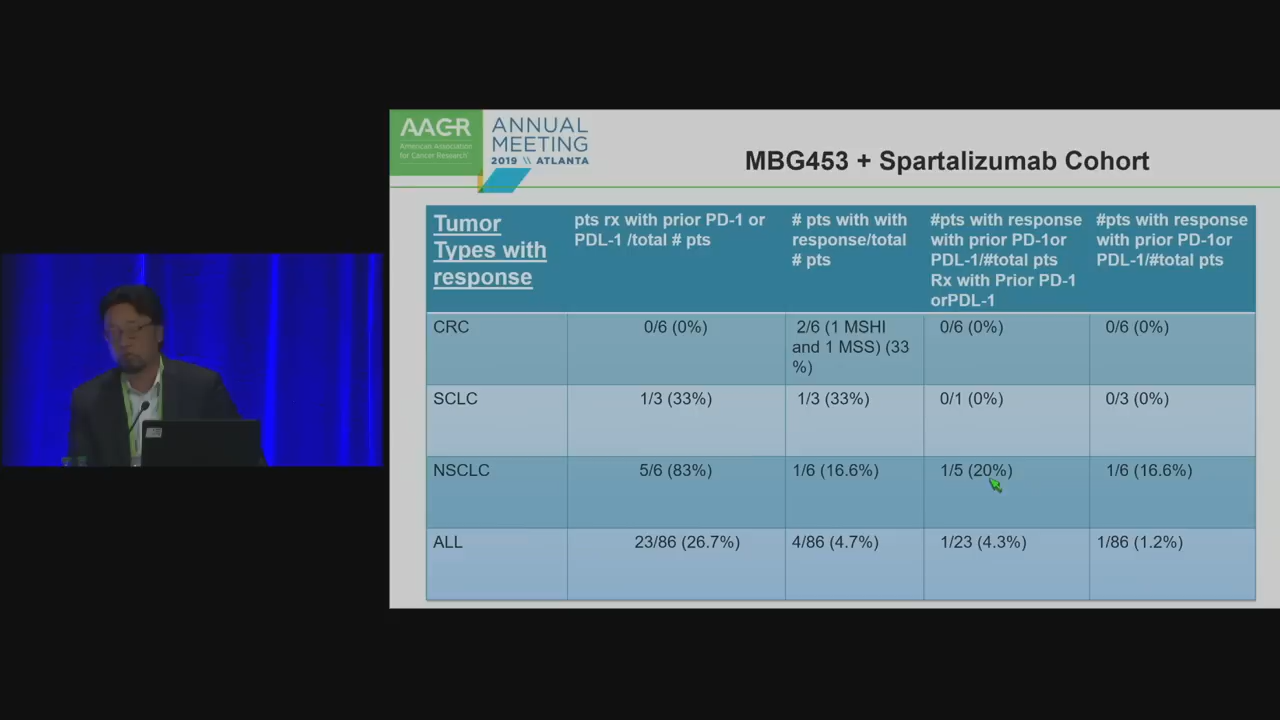 AACR
American Association
for Cancer Research
ANNUAL
MEETING
2019 \\ ATLANTA
MBG453 + Spartalizumab Cohort
Tumor
Types with
response
pts rx with prior PD-1 or
PDL-1 /total # pts
# pts with with
response/total
# pts
#pts with response
with prior PD-1or
PDL-1/#total pts
Rx with Prior PD-1
orPDL-1
#pts with response
with prior PD-1or
PDL-1/#total pts
CRC
0/6 (0%)
2/6 (1 MSHI
and 1 MSS) (33
%)
0/6 (0%)
0/6 (0%)
SCLC
1/3 (33%)
1/3 (33%)
0/1 (0%)
0/3 (0%)
NSCLC
5/6 (83%)
1/6 (16.6%)
1/5 (20%)
1/6 (16.6%)
ALL
23/86 (26.7%)
4/86 (4.7%)
1/23 (4.3%)
1/86 (1.2%)